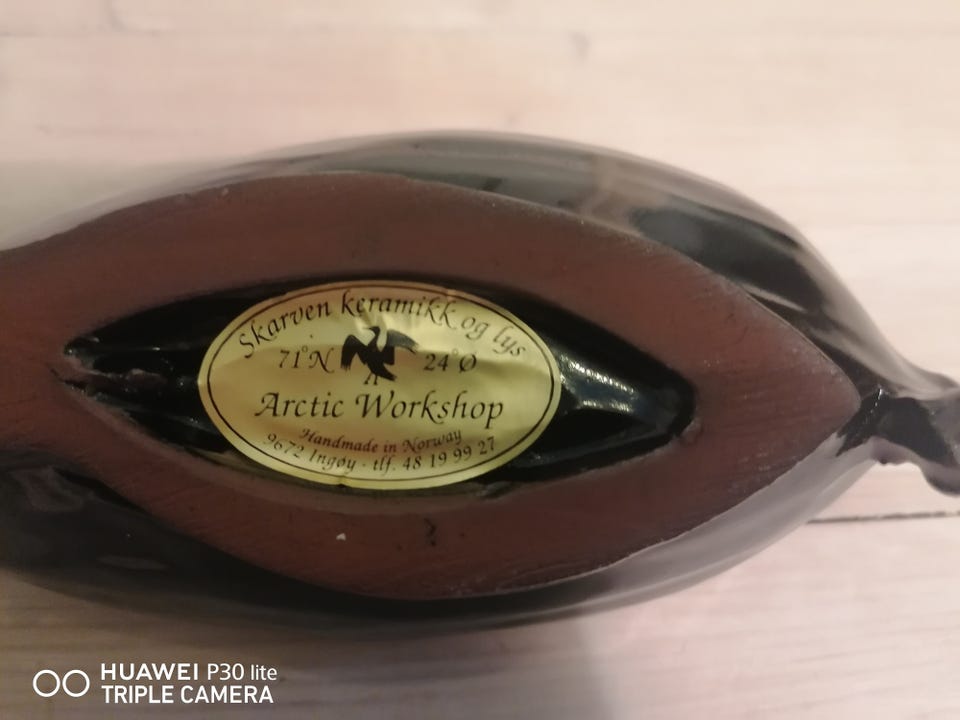 Skarven keramikk og lys
71°N 24°Ø
Arctic Workshop
Handmade in Norway
9672 Ingøy · tlf. 48 19 99 27
HUAWEI P30 lite
TRIPLE CAMERA